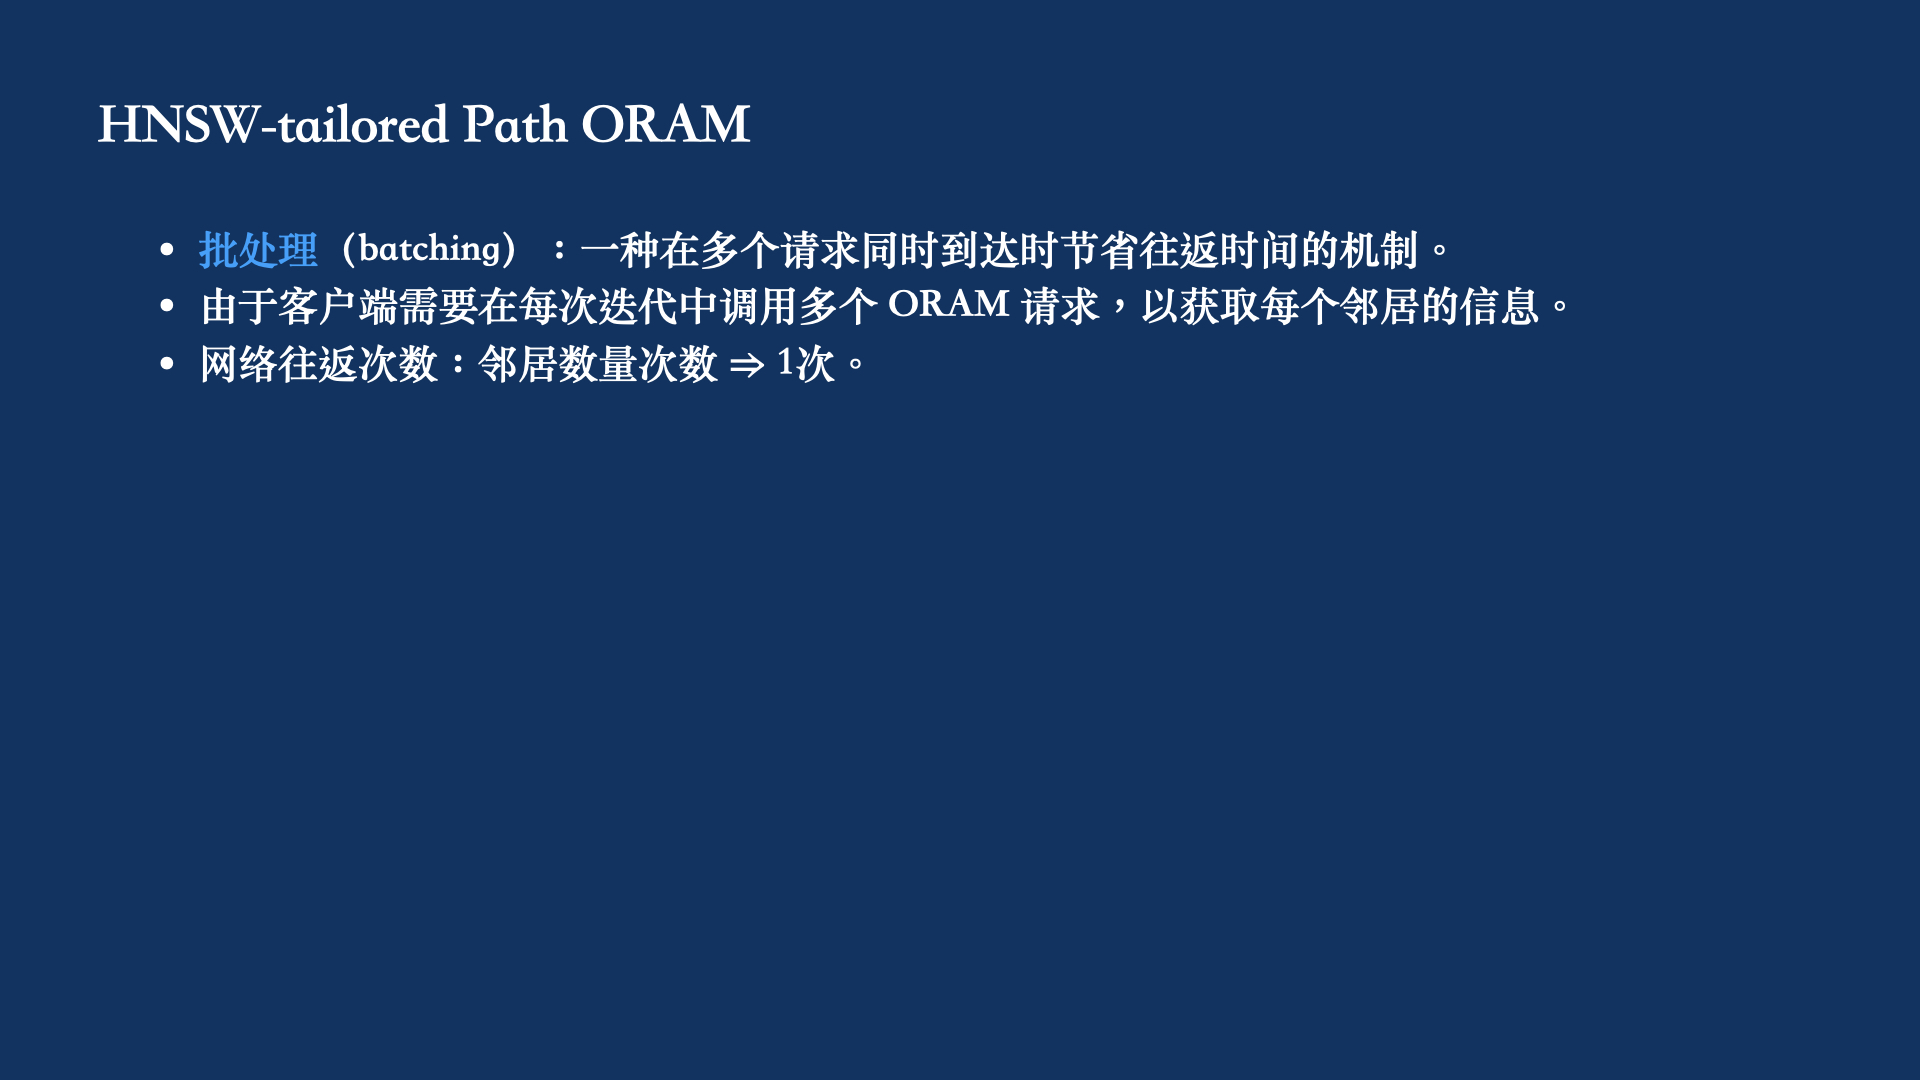 HNSW-tailored Path ORAM
• 批处理（batching）：一种在多个请求同时到达时节省往返时间的机制。
• 由于客户端需要在每次迭代中调用多个 ORAM 请求，以获取每个邻居的信息。
• 网络往返次数：邻居数量次数 ⇒ 1次。